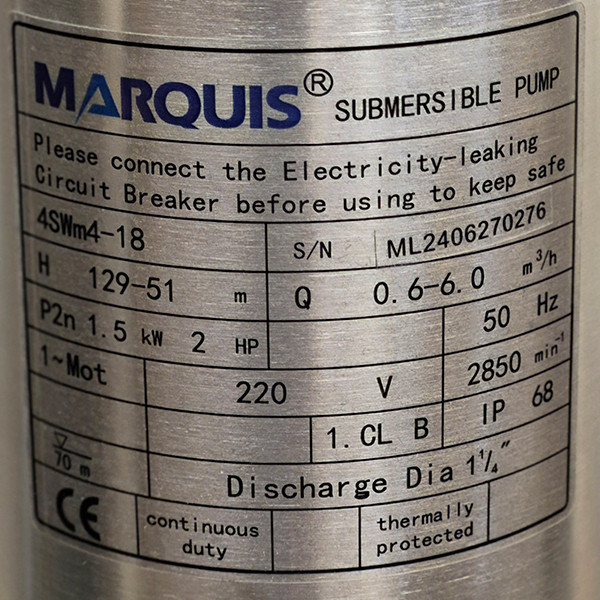 MARQUIS® SUBMERSIBLE PUMP
Please connect the Electricity-leaking
Circuit Breaker before using to keep safe
4SWm4-18 S/N ML2406270276
H 129-51 m Q 0.6-6.0 m³/h
P2n 1.5 kW 2 HP 50 Hz
1~Mot 220 V 2850 min⁻¹
1.CL B IP 68
70 m Discharge Dia 1¼″
CE continuous duty thermally protected